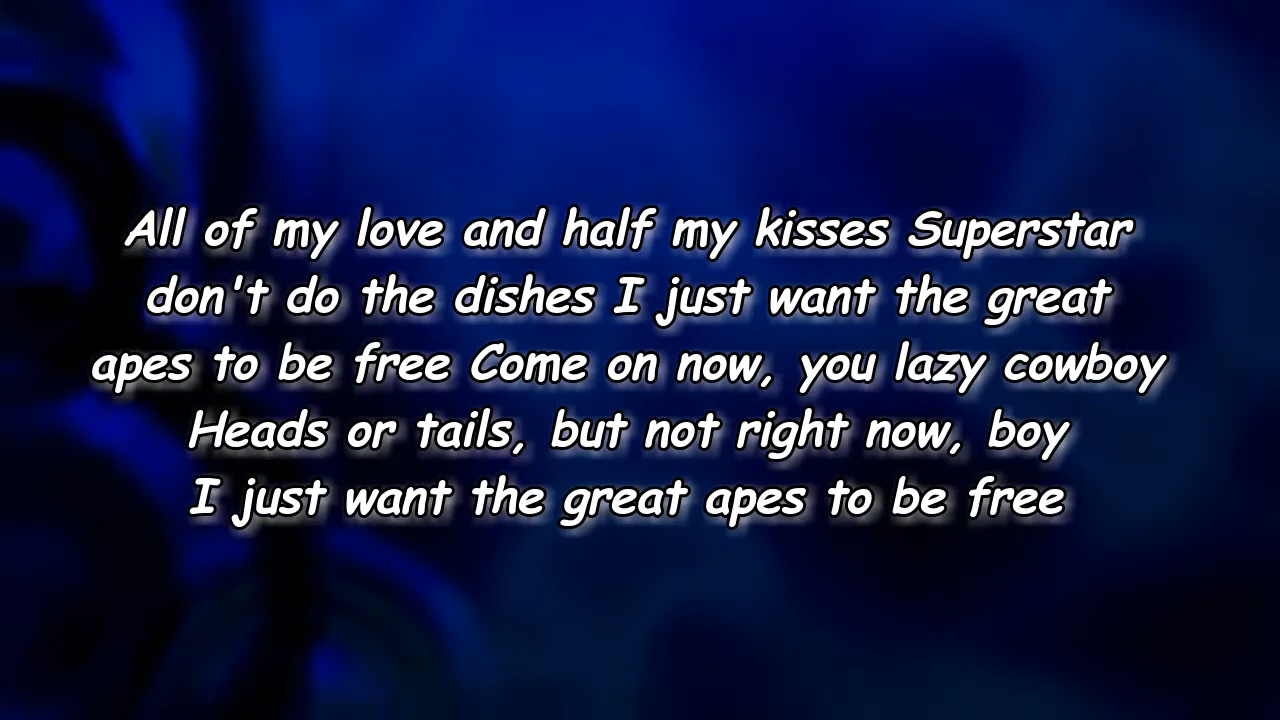 All of my love and half my kisses Superstar
don't do the dishes I just want the great
apes to be free Come on now, you lazy cowboy
Heads or tails, but not right now, boy
I just want the great apes to be free